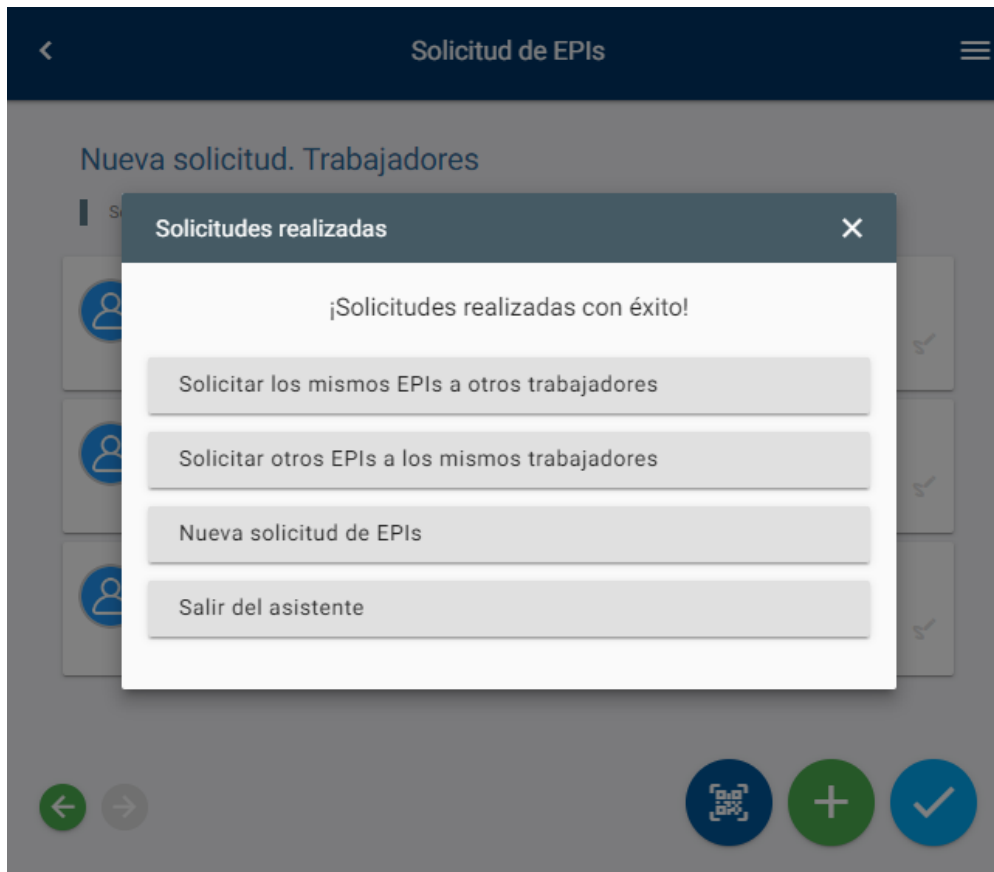 Solicitud de EPIs
Nueva solicitud. Trabajadores
Solicitudes realizadas
¡Solicitudes realizadas con éxito!
Solicitar los mismos EPIs a otros trabajadores
Solicitar otros EPIs a los mismos trabajadores
Nueva solicitud de EPIs
Salir del asistente